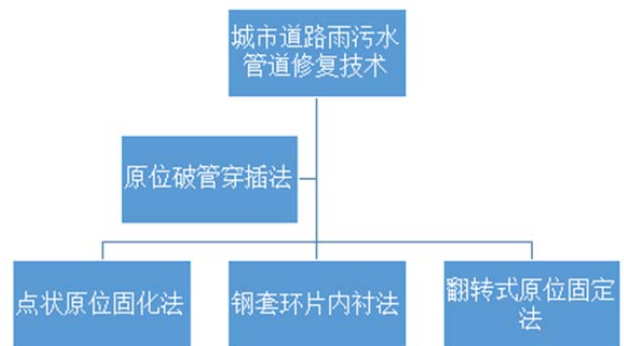 城市道路雨污水
管道修复技术
原位破管穿插法
点状原位固化法
钢套环片内衬法
翻转式原位固定
法